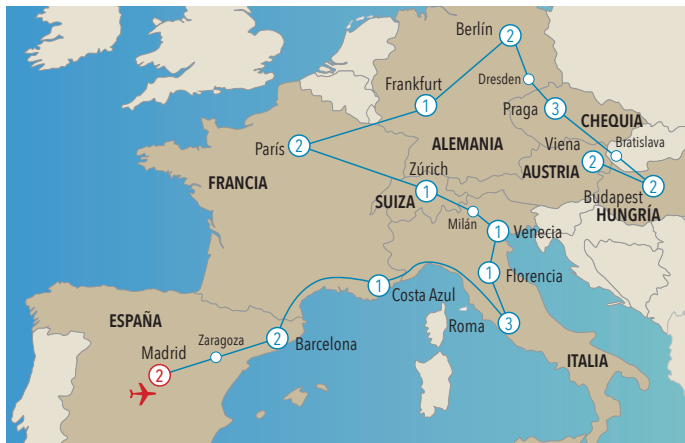 Berlín
2
Dresden
Frankfurt
1
Praga
3
CHEQUIA
París
2
ALEMANIA
Viena
2
Bratislava
Zúrich
1
AUSTRIA
FRANCIA
SUIZA
Budapest
2
HUNGRÍA
Milán
1
Venecia
1
Florencia
1
Costa Azul
ESPAÑA
Roma
3
Zaragoza
2
Barcelona
Madrid
2
ITALIA